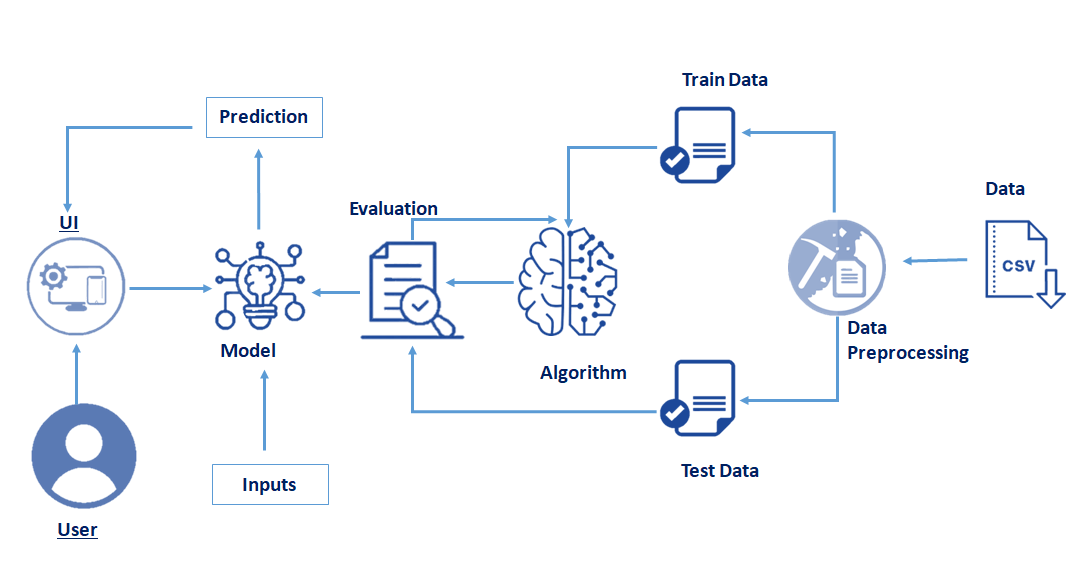 Train Data
Prediction
Data
Evaluation
UI
CSV
Data
Preprocessing
Model
Algorithm
Test Data
Inputs
User